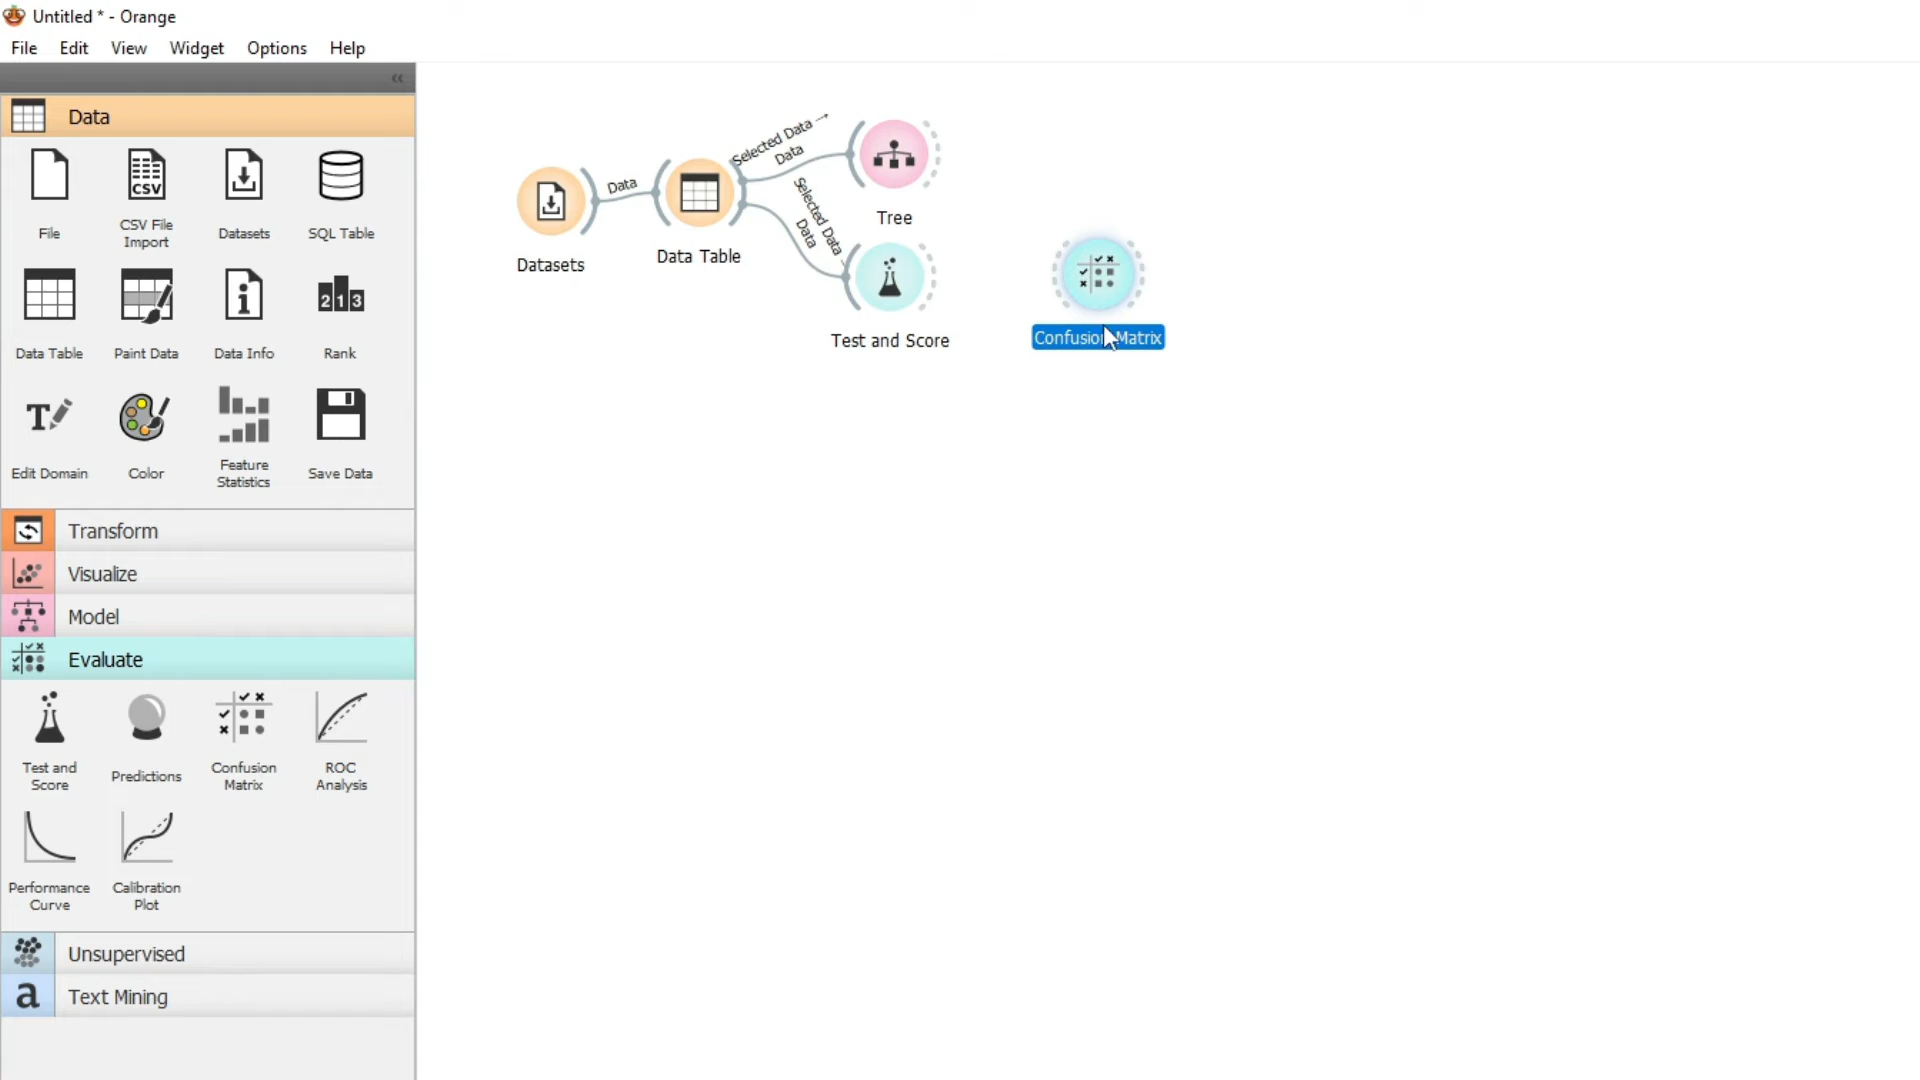 Untitled * - Orange
File Edit View Widget Options Help
«
Data
File
CSV File
Import
Datasets
SQL Table
Data Table
Paint Data
Data Info
Rank
Edit Domain
Color
Feature
Statistics
Save Data
Transform
Visualize
Model
Evaluate
Test and
Score
Predictions
Confusion
Matrix
ROC
Analysis
Performance
Curve
Calibration
Plot
Unsupervised
Text Mining
Datasets
Data
Data Table
Selected Data →
Data
Tree
Selected Data
Data
Test and Score
Confusion Matrix